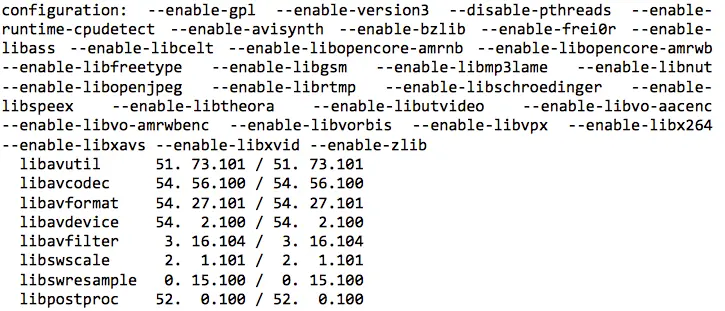 configuration: --enable-gpl --enable-version3 --disable-pthreads --enable-
runtime-cpudetect --enable-avisynth --enable-bzlib --enable-frei0r --enable-
libass --enable-libcelt --enable-libopencore-amrnb --enable-libopencore-amrwb
--enable-libfreetype --enable-libgsm --enable-libmp3lame --enable-libnut
--enable-libopenjpeg --enable-librtmp --enable-libschroedinger --enable-
libspeex --enable-libtheora --enable-libutvideo --enable-libvo-aacenc
--enable-libvo-amrwbenc --enable-libvorbis --enable-libvpx --enable-libx264
--enable-libxavs --enable-libxvid --enable-zlib
libavutil 51. 73.101 / 51. 73.101
libavcodec 54. 56.100 / 54. 56.100
libavformat 54. 27.101 / 54. 27.101
libavdevice 54. 2.100 / 54. 2.100
libavfilter 3. 16.104 / 3. 16.104
libswscale 2. 1.101 / 2. 1.101
libswresample 0. 15.100 / 0. 15.100
libpostproc 52. 0.100 / 52. 0.100